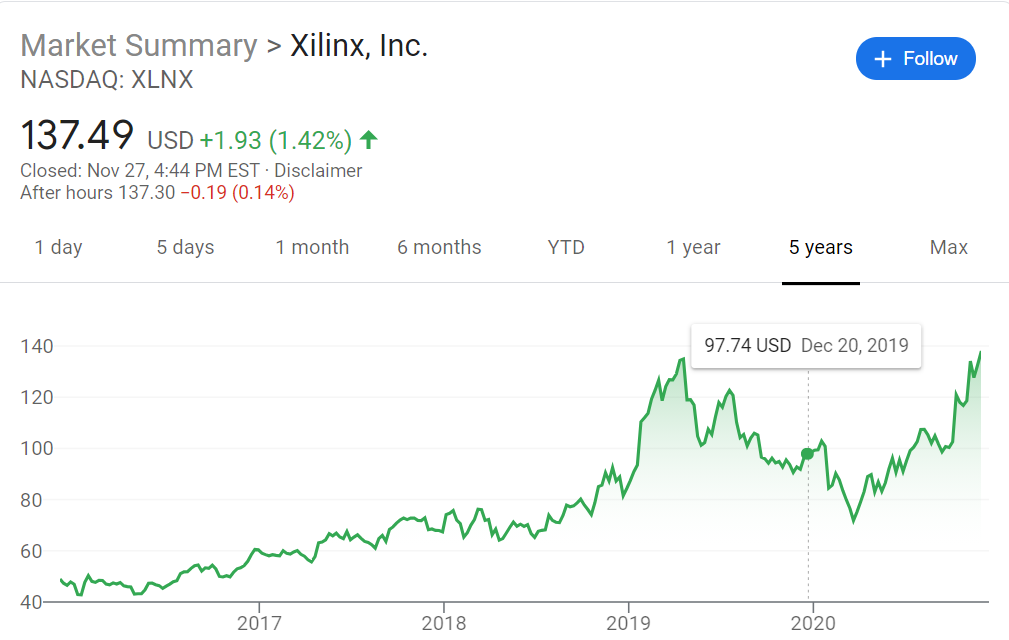 Market Summary > Xilinx, Inc.
NASDAQ: XLNX
+ Follow
137.49 USD +1.93 (1.42%)
Closed: Nov 27, 4:44 PM EST · Disclaimer
After hours 137.30 −0.19 (0.14%)
1 day 5 days 1 month 6 months YTD 1 year 5 years Max
97.74 USD Dec 20, 2019
140
120
100
80
60
40
2017 2018 2019 2020